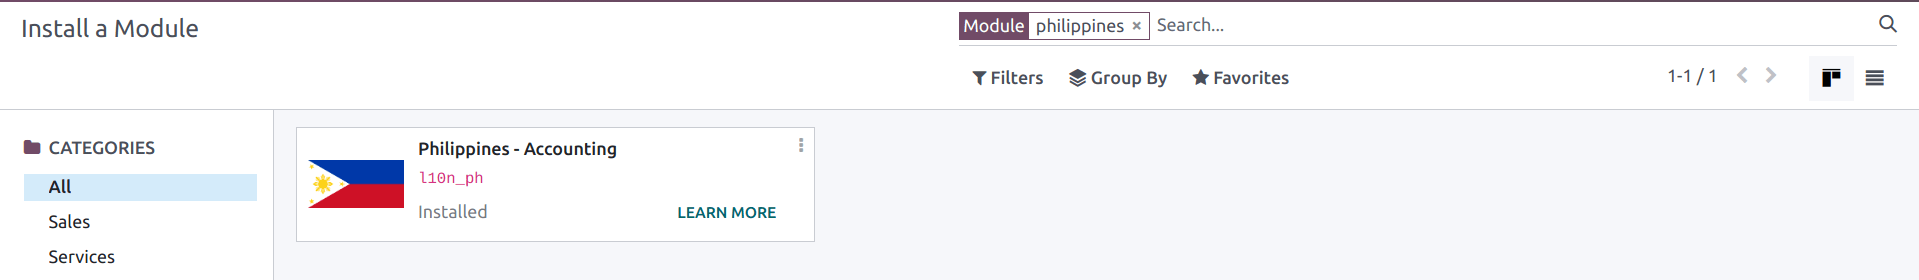 Install a Module
Module philippines × Search...
Filters Group By Favorites 1-1 / 1
CATEGORIES
All
Sales
Services
Philippines - Accounting
l10n_ph
Installed LEARN MORE